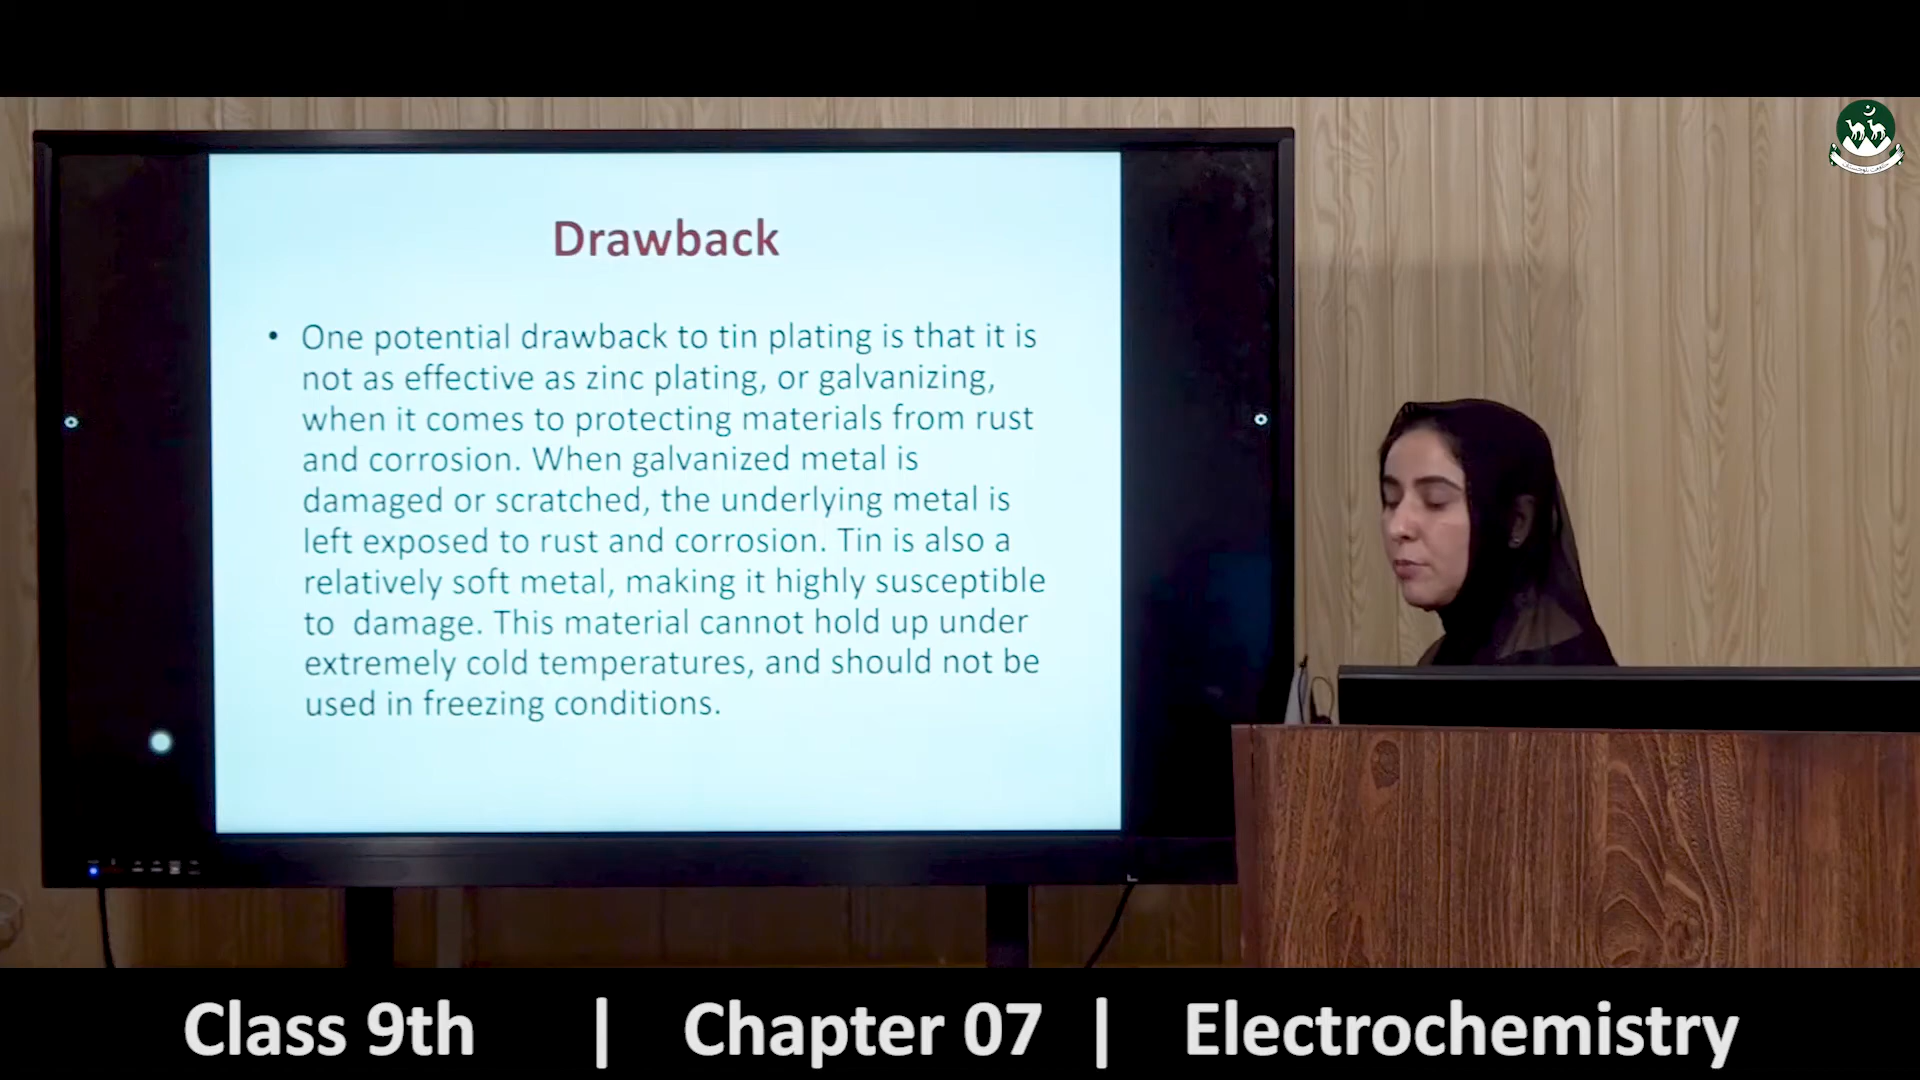 Drawback
• One potential drawback to tin plating is that it is
not as effective as zinc plating, or galvanizing,
when it comes to protecting materials from rust
and corrosion. When galvanized metal is
damaged or scratched, the underlying metal is
left exposed to rust and corrosion. Tin is also a
relatively soft metal, making it highly susceptible
to damage. This material cannot hold up under
extremely cold temperatures, and should not be
used in freezing conditions.
Class 9th | Chapter 07 | Electrochemistry